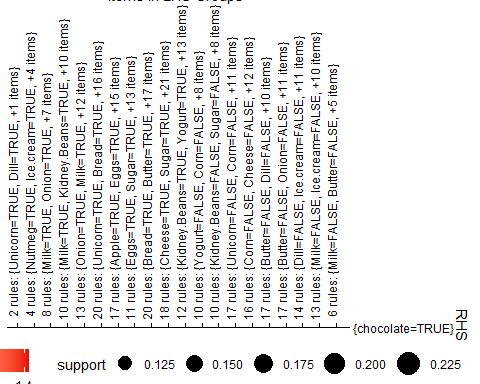 Items in LHS Groups
2 rules: {Unicorn=TRUE, Dill=TRUE, +1 items}
4 rules: {Nutmeg=TRUE, Ice.cream=TRUE, +4 items}
8 rules: {Milk=TRUE, Onion=TRUE, +7 items}
10 rules: {Milk=TRUE, Kidney.Beans=TRUE, +10 items}
13 rules: {Onion=TRUE, Milk=TRUE, +12 items}
20 rules: {Unicorn=TRUE, Bread=TRUE, +16 items}
17 rules: {Apple=TRUE, Eggs=TRUE, +15 items}
11 rules: {Eggs=TRUE, Sugar=TRUE, +13 items}
20 rules: {Bread=TRUE, Butter=TRUE, +17 items}
18 rules: {Cheese=TRUE, Sugar=TRUE, +21 items}
12 rules: {Kidney.Beans=TRUE, Yogurt=TRUE, +13 items}
10 rules: {Yogurt=FALSE, Corn=FALSE, +8 items}
10 rules: {Kidney.Beans=FALSE, Sugar=FALSE, +8 items}
17 rules: {Unicorn=FALSE, Corn=FALSE, +11 items}
16 rules: {Corn=FALSE, Cheese=FALSE, +12 items}
17 rules: {Butter=FALSE, Dill=FALSE, +10 items}
17 rules: {Butter=FALSE, Onion=FALSE, +11 items}
14 rules: {Dill=FALSE, Ice.cream=FALSE, +11 items}
13 rules: {Milk=FALSE, Ice.cream=FALSE, +10 items}
6 rules: {Milk=FALSE, Butter=FALSE, +5 items}
{chocolate=TRUE}
RHS
support 0.125 0.150 0.175 0.200 0.225